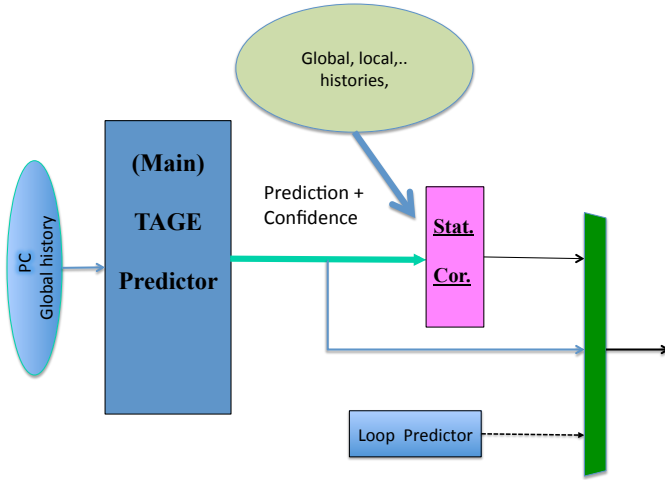 Global, local,..
histories,
(Main)
TAGE
Predictor
Prediction +
Confidence
PC
Global history
Stat.
Cor.
Loop Predictor